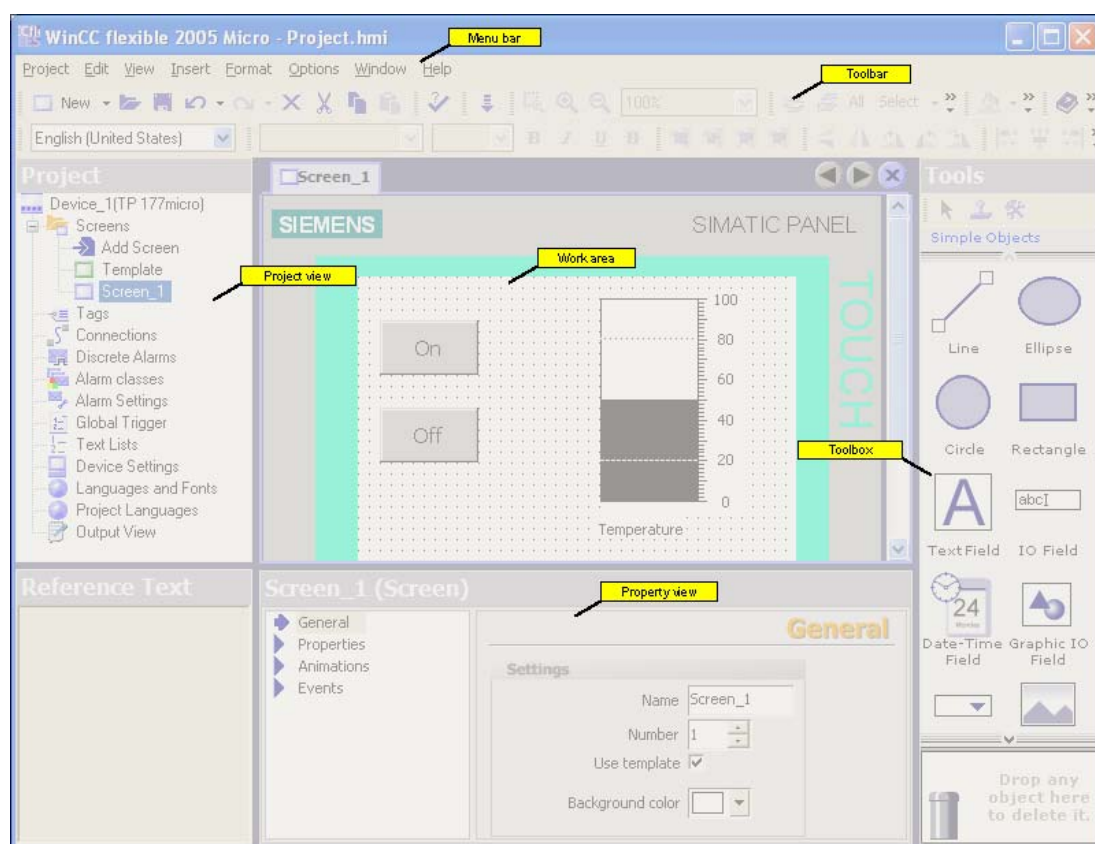 WinCC flexible 2005 Micro - Project.hmi
Menu bar
Project Edit View Insert Format Options Window Help
Toolbar
New 100% All Select
English (United States) B I U
Project
Device_1(TP 177micro)
Screens
Add Screen
Template
Screen_1
Tags
Connections
Discrete Alarms
Alarm classes
Alarm Settings
Global Trigger
Text Lists
Device Settings
Languages and Fonts
Project Languages
Output View
Project view
Screen_1
SIEMENS SIMATIC PANEL
Work area
TOUCH
On
Off
100
80
60
40
20
0
Temperature
Tools
Simple Objects
Line Ellipse
Circle Rectangle
Toolbox
A abcI
Text Field IO Field
24
Date-Time Field
Graphic IO Field
Drop any
object here
to delete it.
Reference Text
Screen_1 (Screen)
Property view
General
Properties
Animations
Events
General
Settings
Name Screen_1
Number 1
Use template
Background color